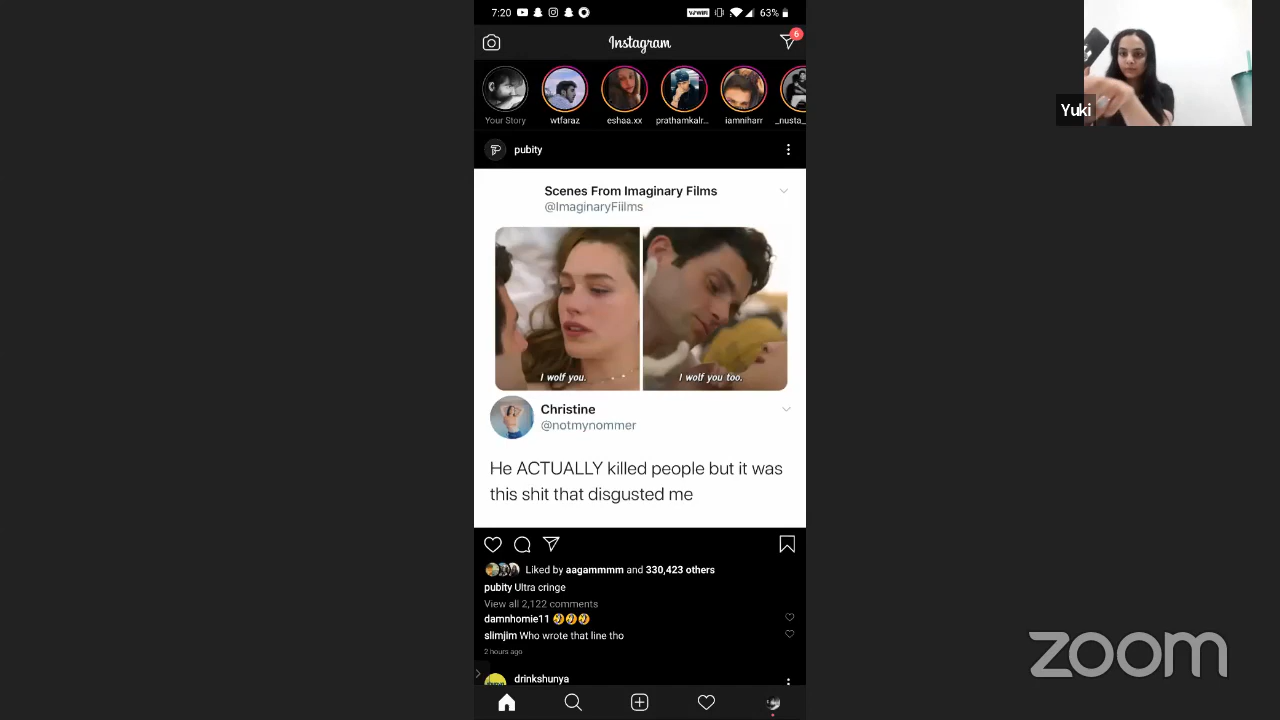 7:20
VoWIFI
63%
Instagram
6
Your Story
wtfaraz
eshaa.xx
prathamkalr...
iamniharr
_nusta_
pubity
Scenes From Imaginary Films
@ImaginaryFiilms
I wolf you.
I wolf you too.
Christine
@notmynommer
He ACTUALLY killed people but it was
this shit that disgusted me
Liked by aagammmm and 330,423 others
pubity Ultra cringe
View all 2,122 comments
damnhomie11 🤣🤣🤣
slimjim Who wrote that line tho
2 hours ago
drinkshunya
Yuki
zoom